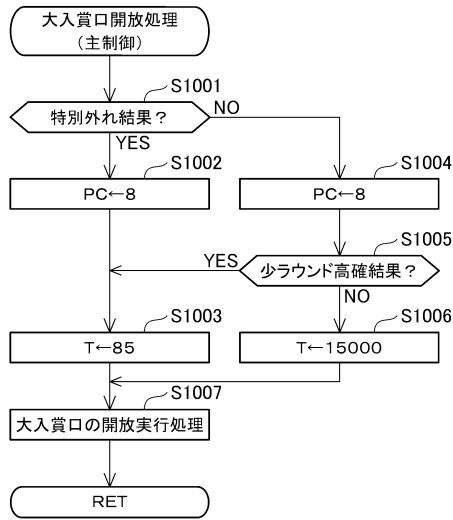 大入賞口開放処理
（主制御）
S1001
特別外れ結果？
NO
YES
S1002
PC←8
S1004
PC←8
S1005
少ラウンド高確結果？
YES
NO
S1003
T←85
S1006
T←15000
S1007
大入賞口の開放実行処理
RET